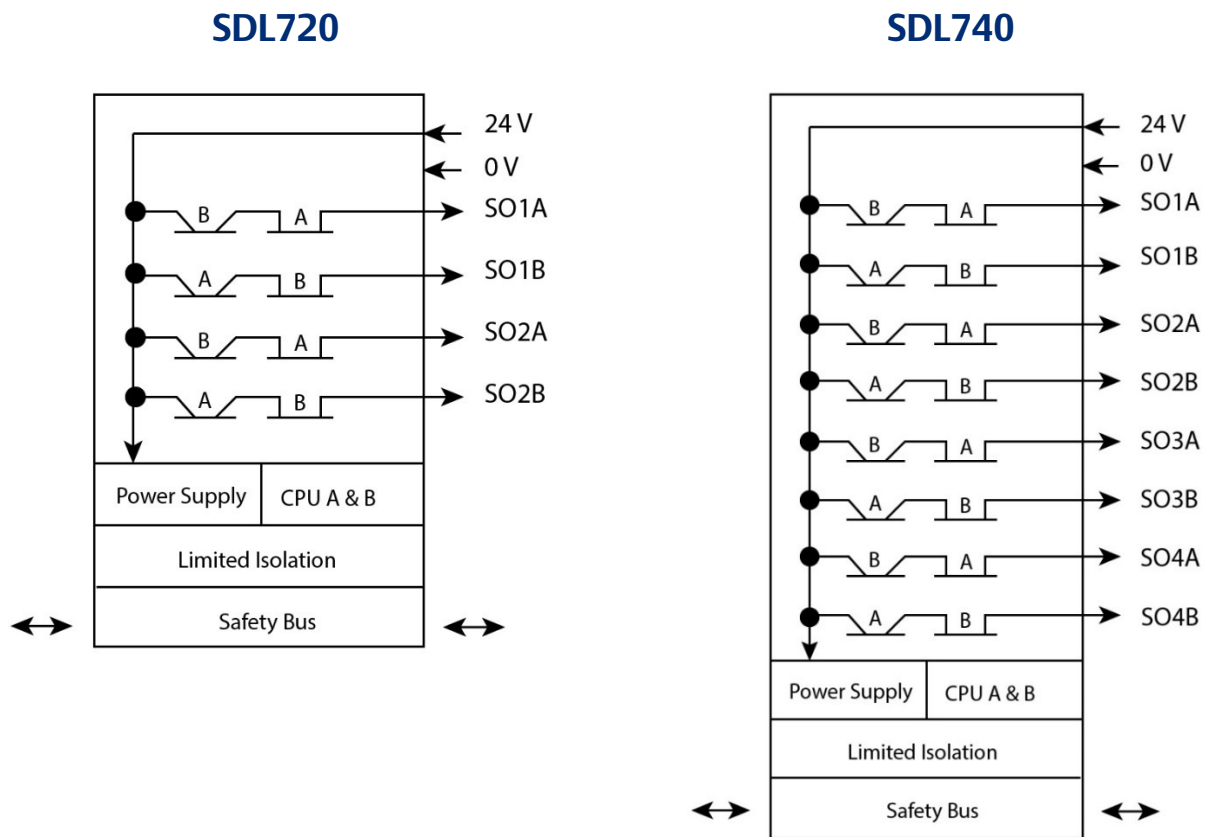 SDL720
24 V
0 V
B A SO1A
A B SO1B
B A SO2A
A B SO2B
Power Supply CPU A & B
Limited Isolation
Safety Bus
SDL740
24 V
0 V
B A SO1A
A B SO1B
B A SO2A
A B SO2B
B A SO3A
A B SO3B
B A SO4A
A B SO4B
Power Supply CPU A & B
Limited Isolation
Safety Bus